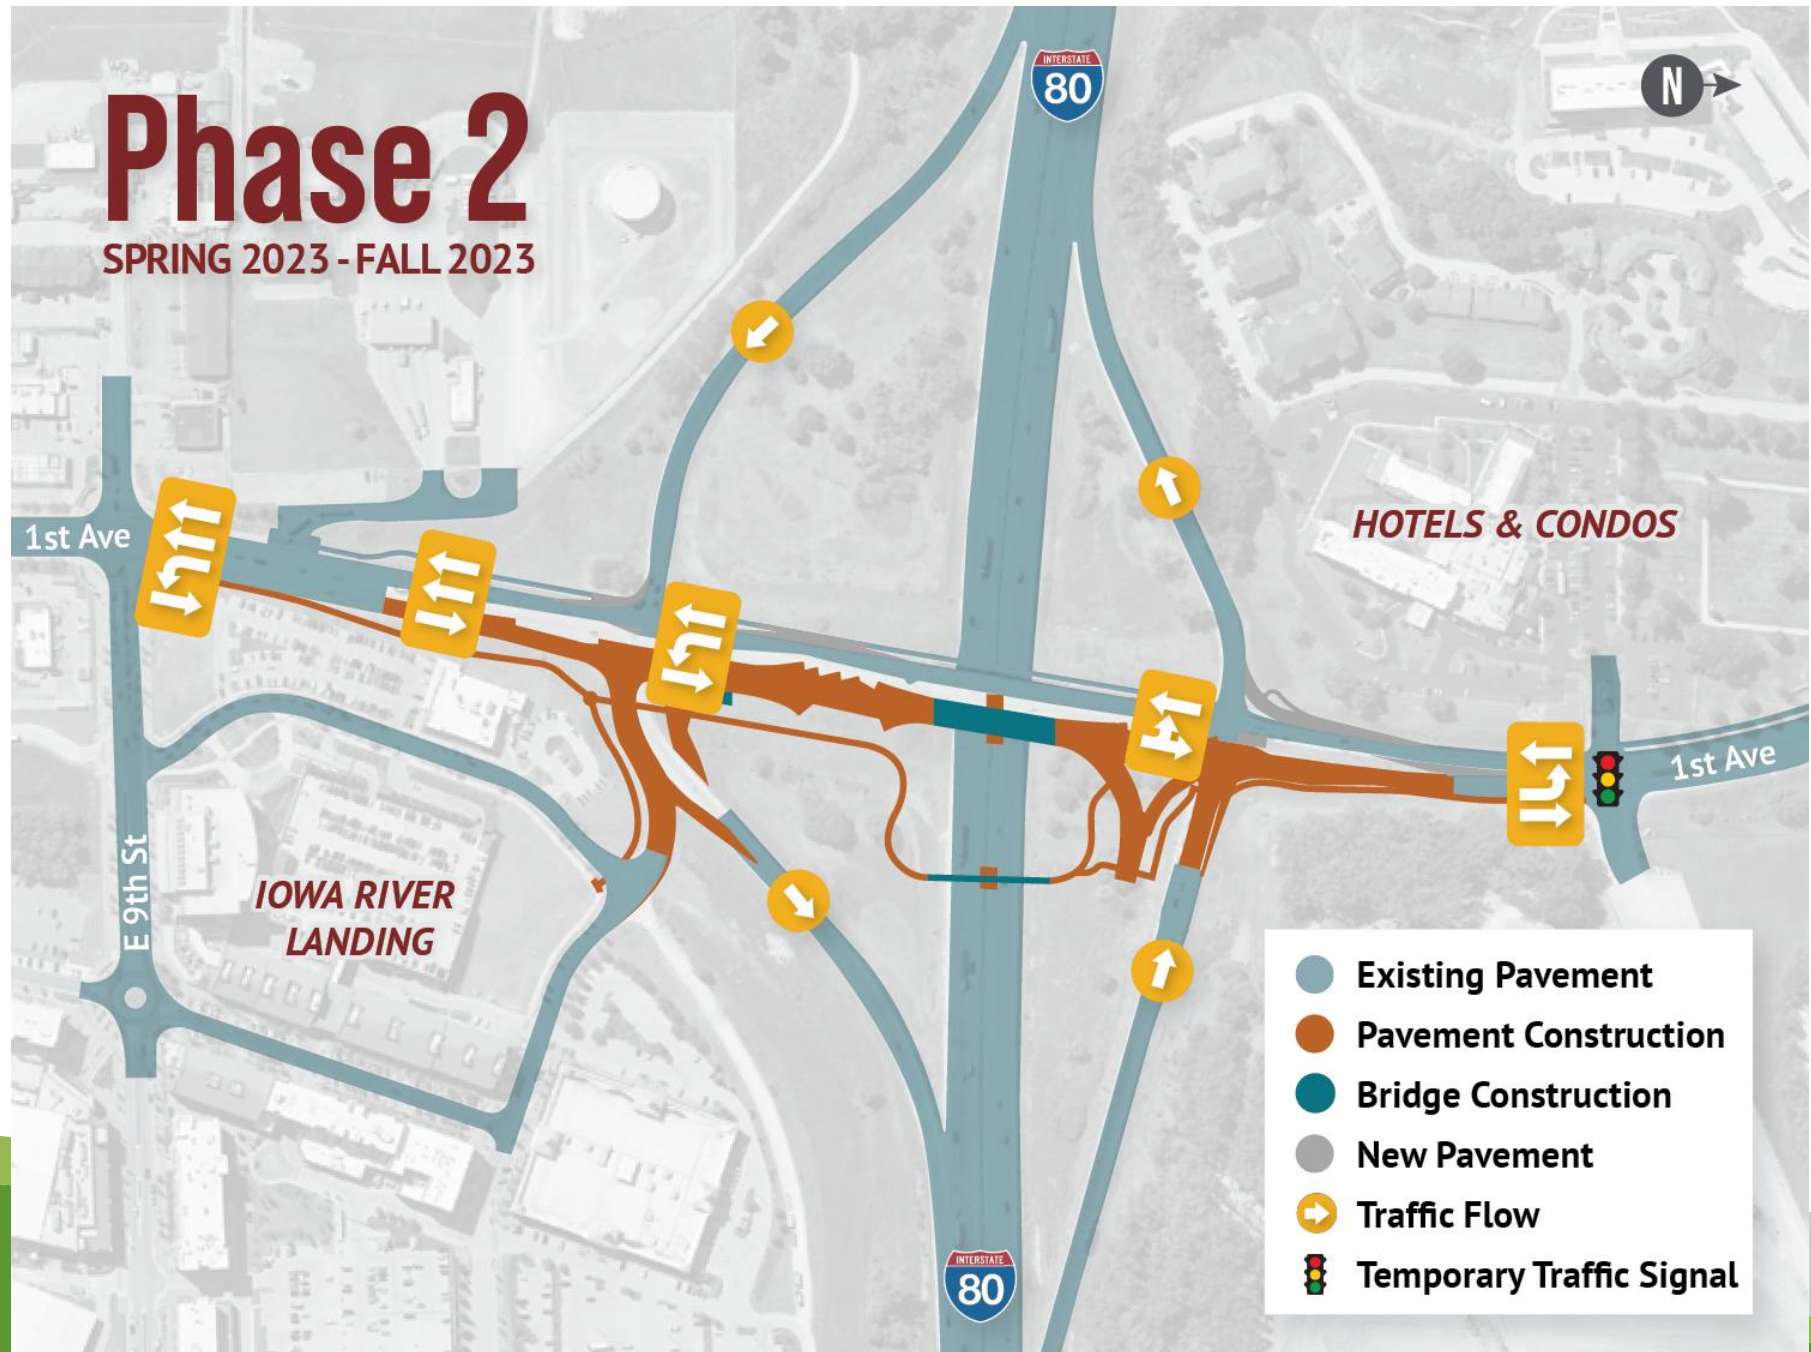 Phase 2
SPRING 2023 - FALL 2023
INTERSTATE
80
N
1st Ave
HOTELS & CONDOS
1st Ave
E 9th St
IOWA RIVER
LANDING
INTERSTATE
80
Existing Pavement
Pavement Construction
Bridge Construction
New Pavement
Traffic Flow
Temporary Traffic Signal